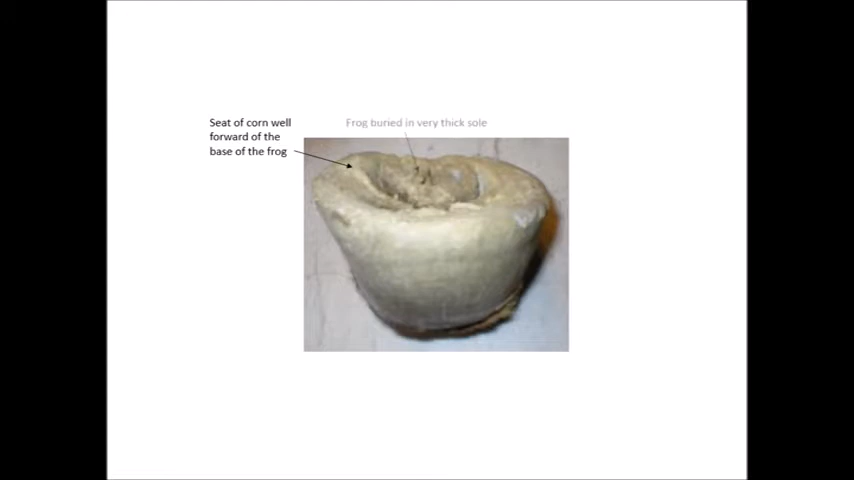 Seat of corn well
forward of the
base of the frog
Frog buried in very thick sole